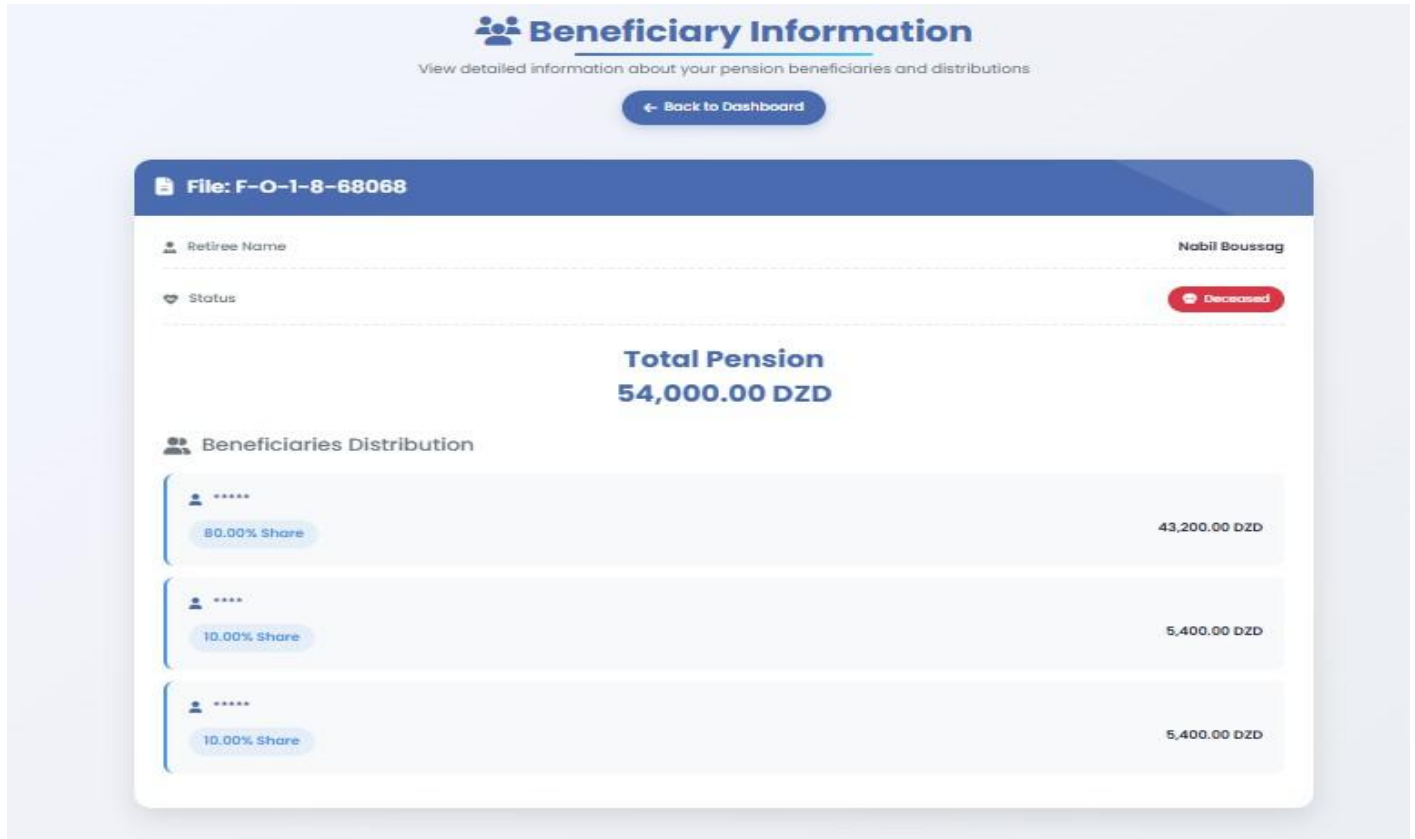 Beneficiary Information
View detailed information about your pension beneficiaries and distributions
← Back to Dashboard
File: F-O-1-8-68068
Retiree Name Nabil Boussag
Status Deceased
Total Pension
54,000.00 DZD
Beneficiaries Distribution
*****
80.00% Share 43,200.00 DZD
****
10.00% Share 5,400.00 DZD
*****
10.00% Share 5,400.00 DZD